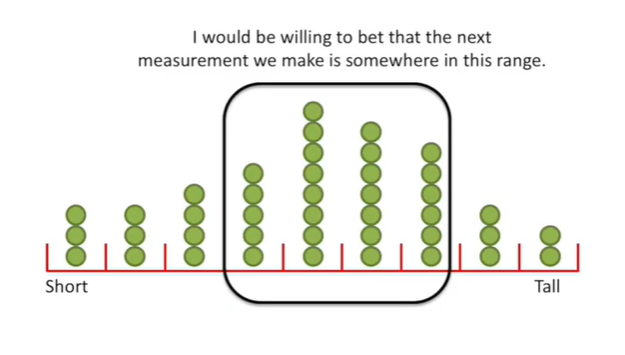 I would be willing to bet that the next
measurement we make is somewhere in this range.
Short
Tall